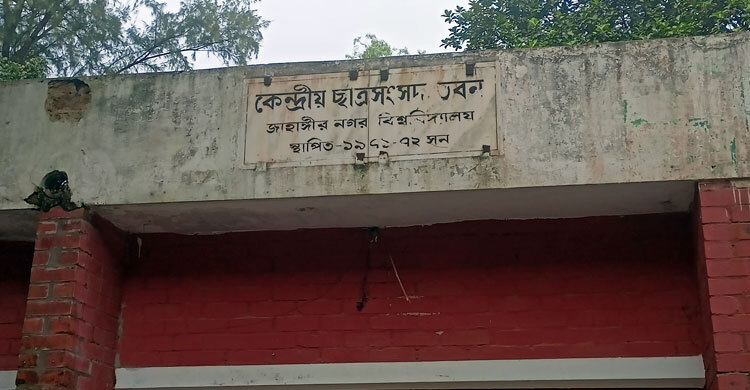 কেন্দ্রীয় ছাত্রসংসদ ভবন
জাহাঙ্গীর নগর বিশ্ববিদ্যালয়
স্থাপিত-১৯৭১-৭২ সন